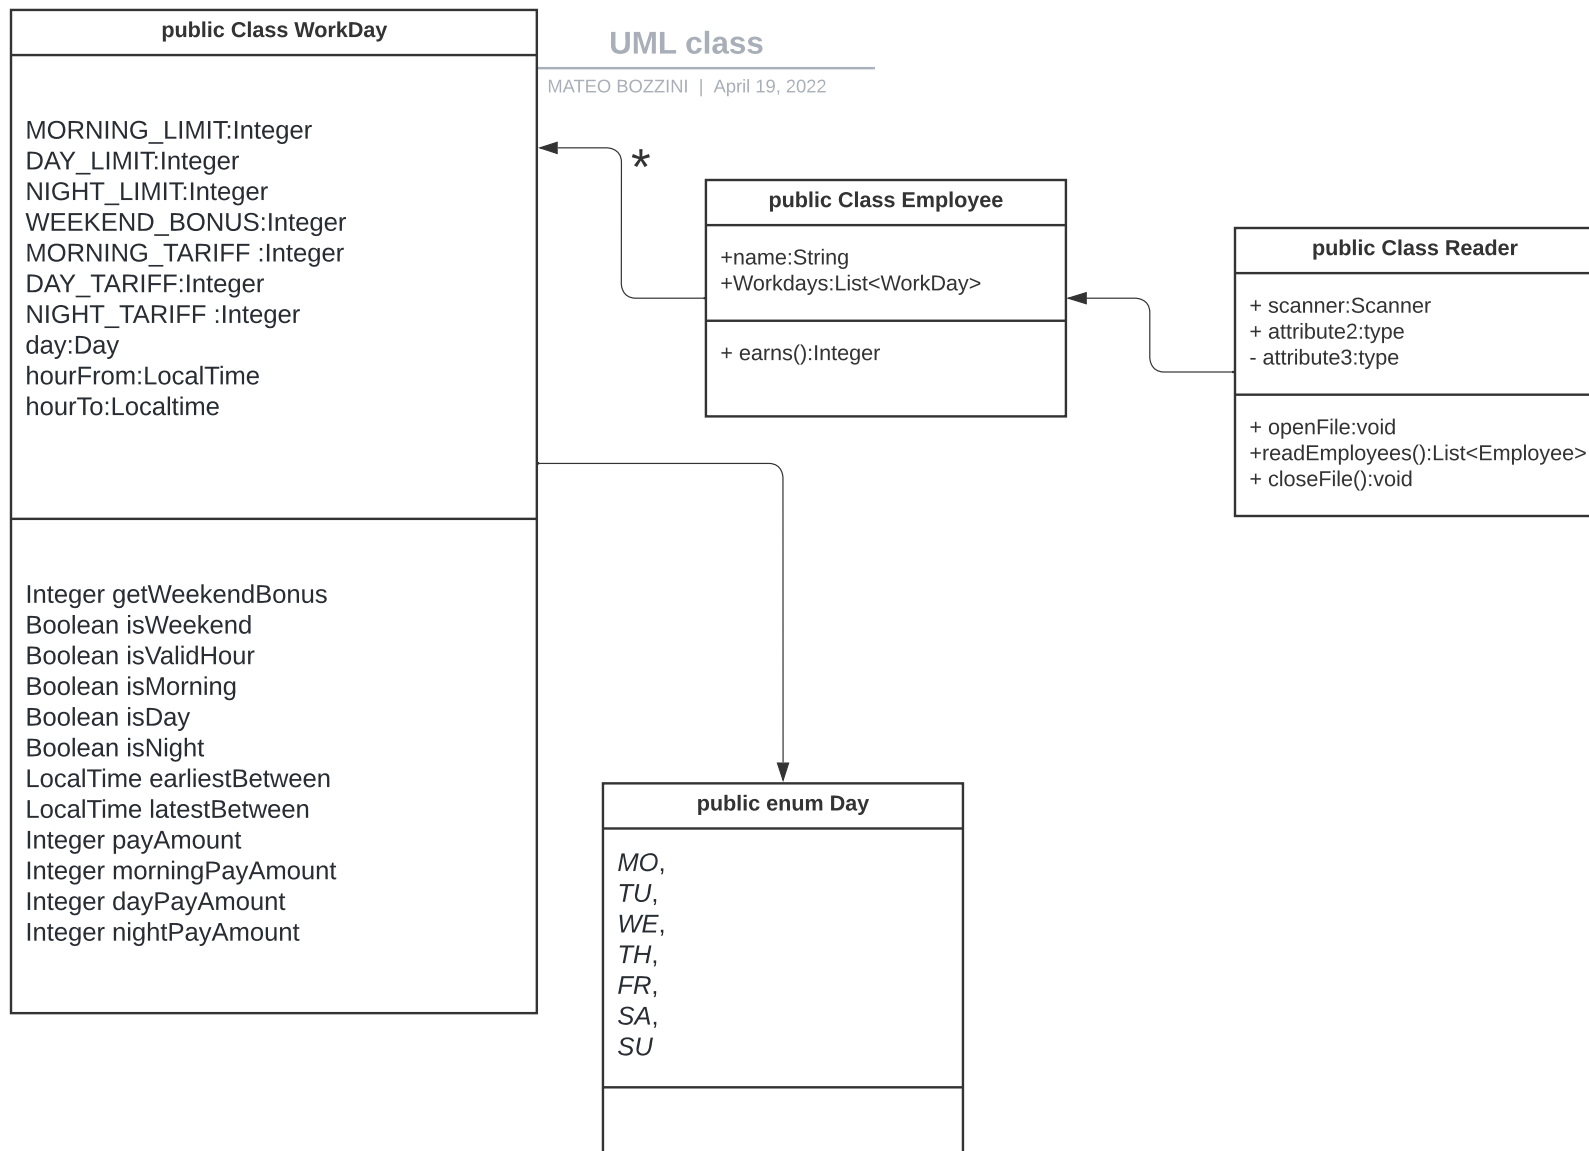 public Class WorkDay
MORNING_LIMIT:Integer
DAY_LIMIT:Integer
NIGHT_LIMIT:Integer
WEEKEND_BONUS:Integer
MORNING_TARIFF :Integer
DAY_TARIFF:Integer
NIGHT_TARIFF :Integer
day:Day
hourFrom:LocalTime
hourTo:Localtime
Integer getWeekendBonus
Boolean isWeekend
Boolean isValidHour
Boolean isMorning
Boolean isDay
Boolean isNight
LocalTime earliestBetween
LocalTime latestBetween
Integer payAmount
Integer morningPayAmount
Integer dayPayAmount
Integer nightPayAmount
UML class
MATEO BOZZINI | April 19, 2022
*
public Class Employee
+name:String
+Workdays:List<WorkDay>
+ earns():Integer
public Class Reader
+ scanner:Scanner
+ attribute2:type
- attribute3:type
+ openFile:void
+readEmployees():List<Employee>
+ closeFile():void
public enum Day
MO,
TU,
WE,
TH,
FR,
SA,
SU